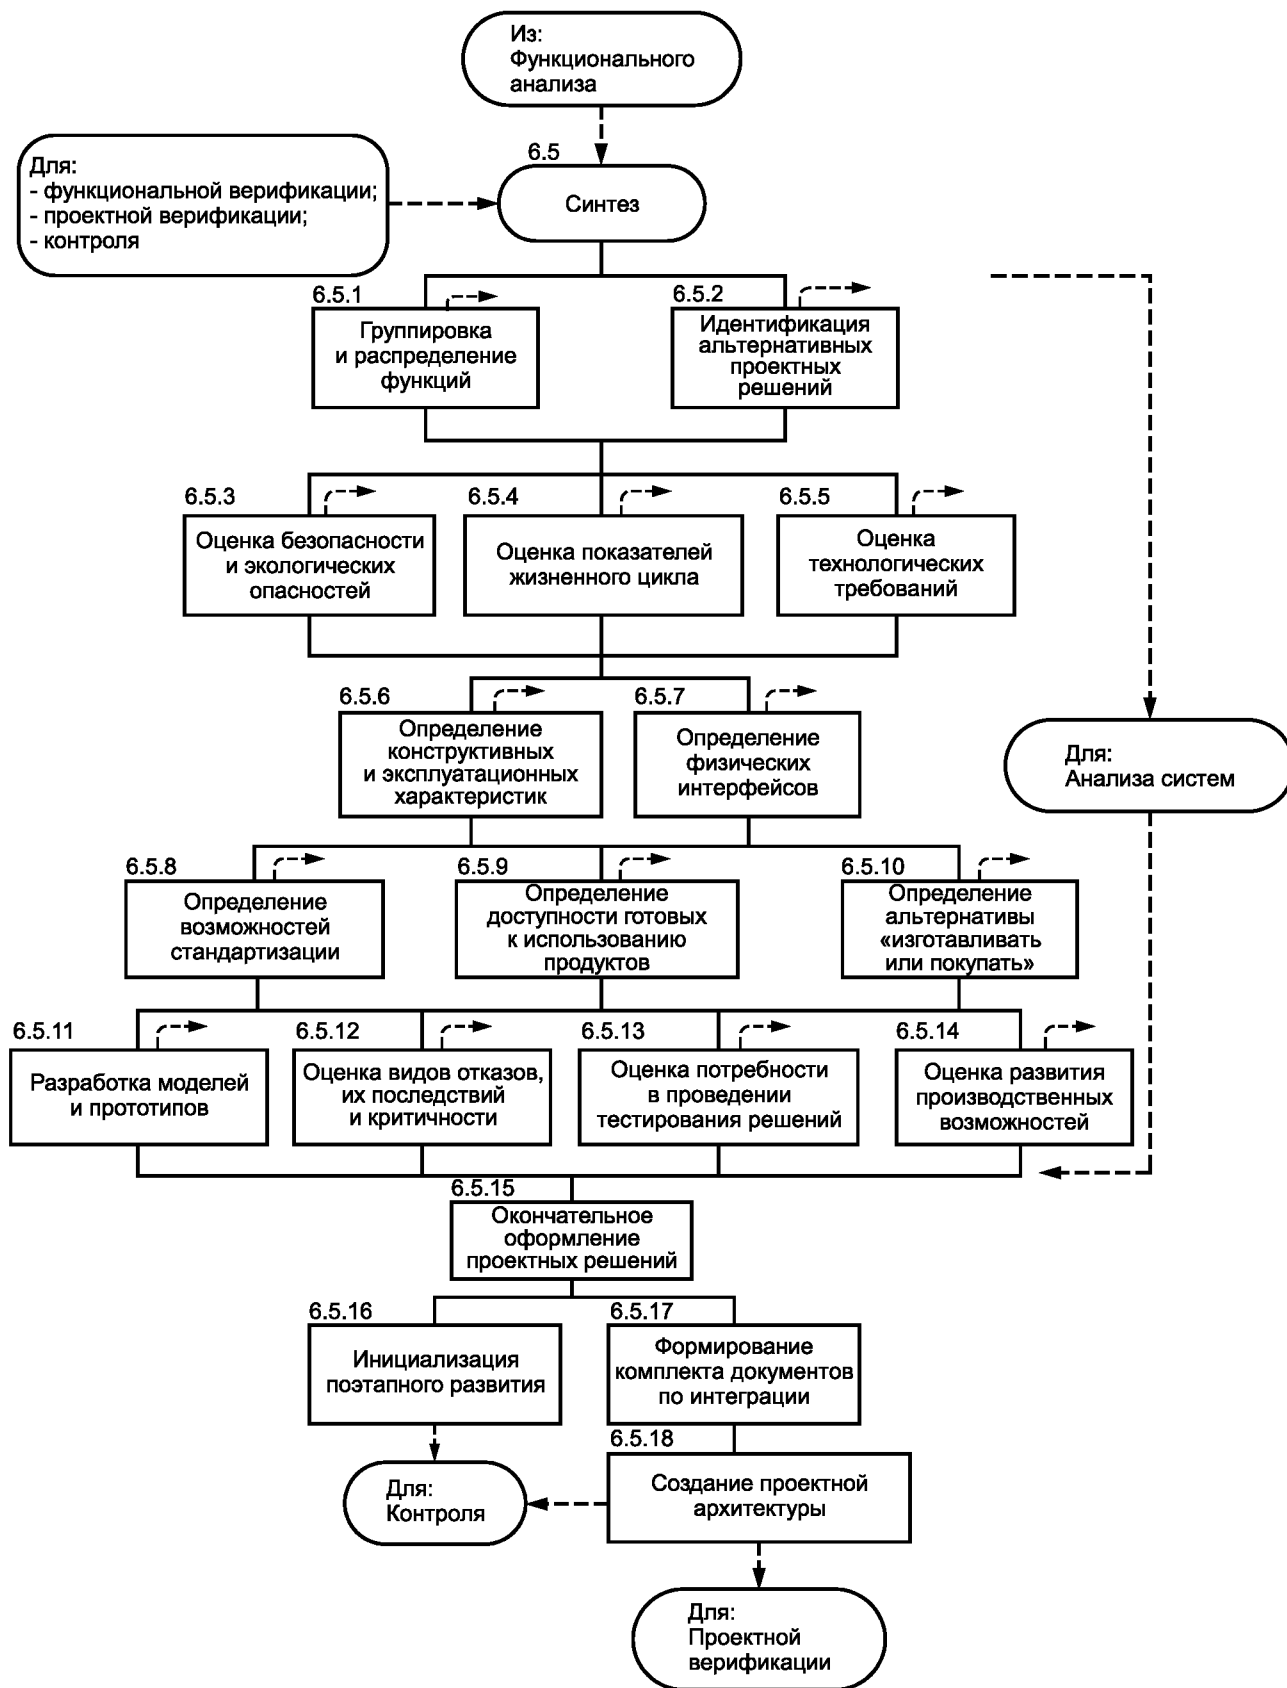 Из:
Функционального
анализа
6.5
Синтез
Для:
- функциональной верификации;
- проектной верификации;
- контроля
6.5.1
Группировка
и распределение
функций
6.5.2
Идентификация
альтернативных
проектных
решений
6.5.3
Оценка безопасности
и экологических
опасностей
6.5.4
Оценка показателей
жизненного цикла
6.5.5
Оценка
технологических
требований
6.5.6
Определение
конструктивных
и эксплуатационных
характеристик
6.5.7
Определение
физических
интерфейсов
Для:
Анализа систем
6.5.8
Определение
возможностей
стандартизации
6.5.9
Определение
доступности готовых
к использованию
продуктов
6.5.10
Определение
альтернативы
«изготавливать
или покупать»
6.5.11
Разработка моделей
и прототипов
6.5.12
Оценка видов отказов,
их последствий
и критичности
6.5.13
Оценка потребности
в проведении
тестирования решений
6.5.14
Оценка развития
производственных
возможностей
6.5.15
Окончательное
оформление
проектных решений
6.5.16
Инициализация
поэтапного развития
6.5.17
Формирование
комплекта документов
по интеграции
6.5.18
Создание проектной
архитектуры
Для:
Контроля
Для:
Проектной
верификации